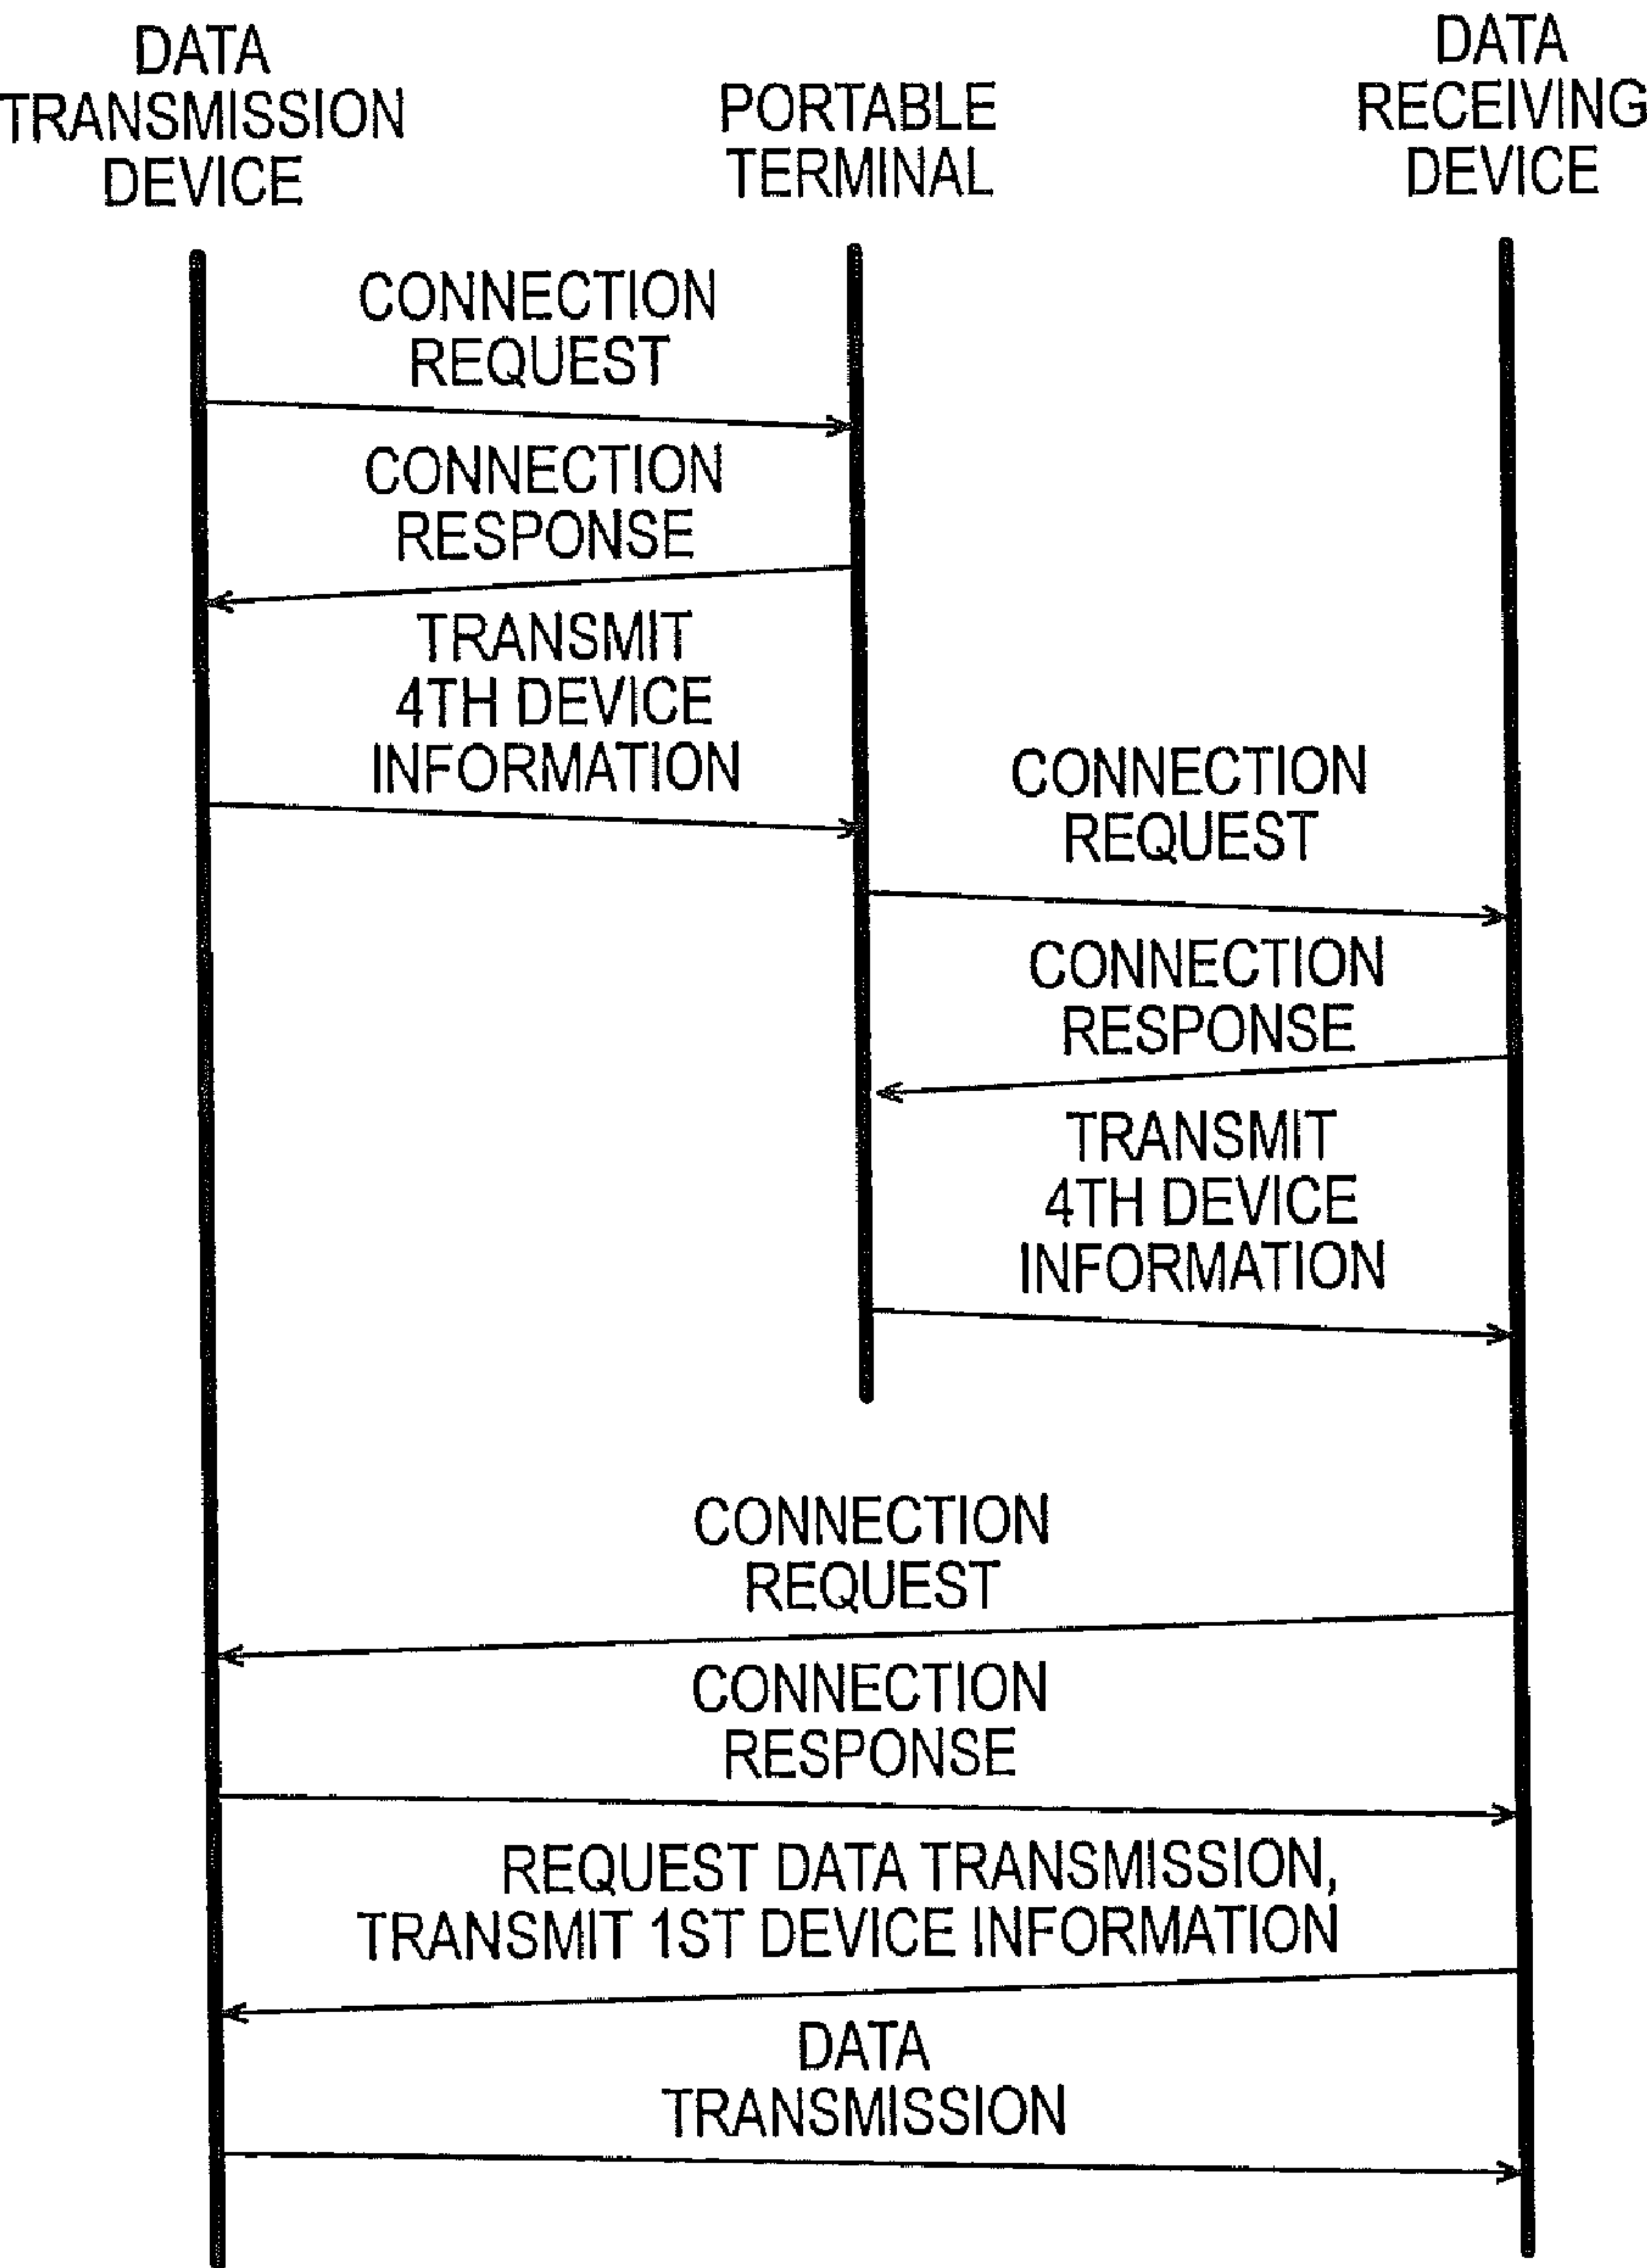 DATA
TRANSMISSION
DEVICE
PORTABLE
TERMINAL
DATA
RECEIVING
DEVICE
CONNECTION
REQUEST
CONNECTION
RESPONSE
TRANSMIT
4TH DEVICE
INFORMATION
CONNECTION
REQUEST
CONNECTION
RESPONSE
TRANSMIT
4TH DEVICE
INFORMATION
CONNECTION
REQUEST
CONNECTION
RESPONSE
REQUEST DATA TRANSMISSION,
TRANSMIT 1ST DEVICE INFORMATION
DATA
TRANSMISSION